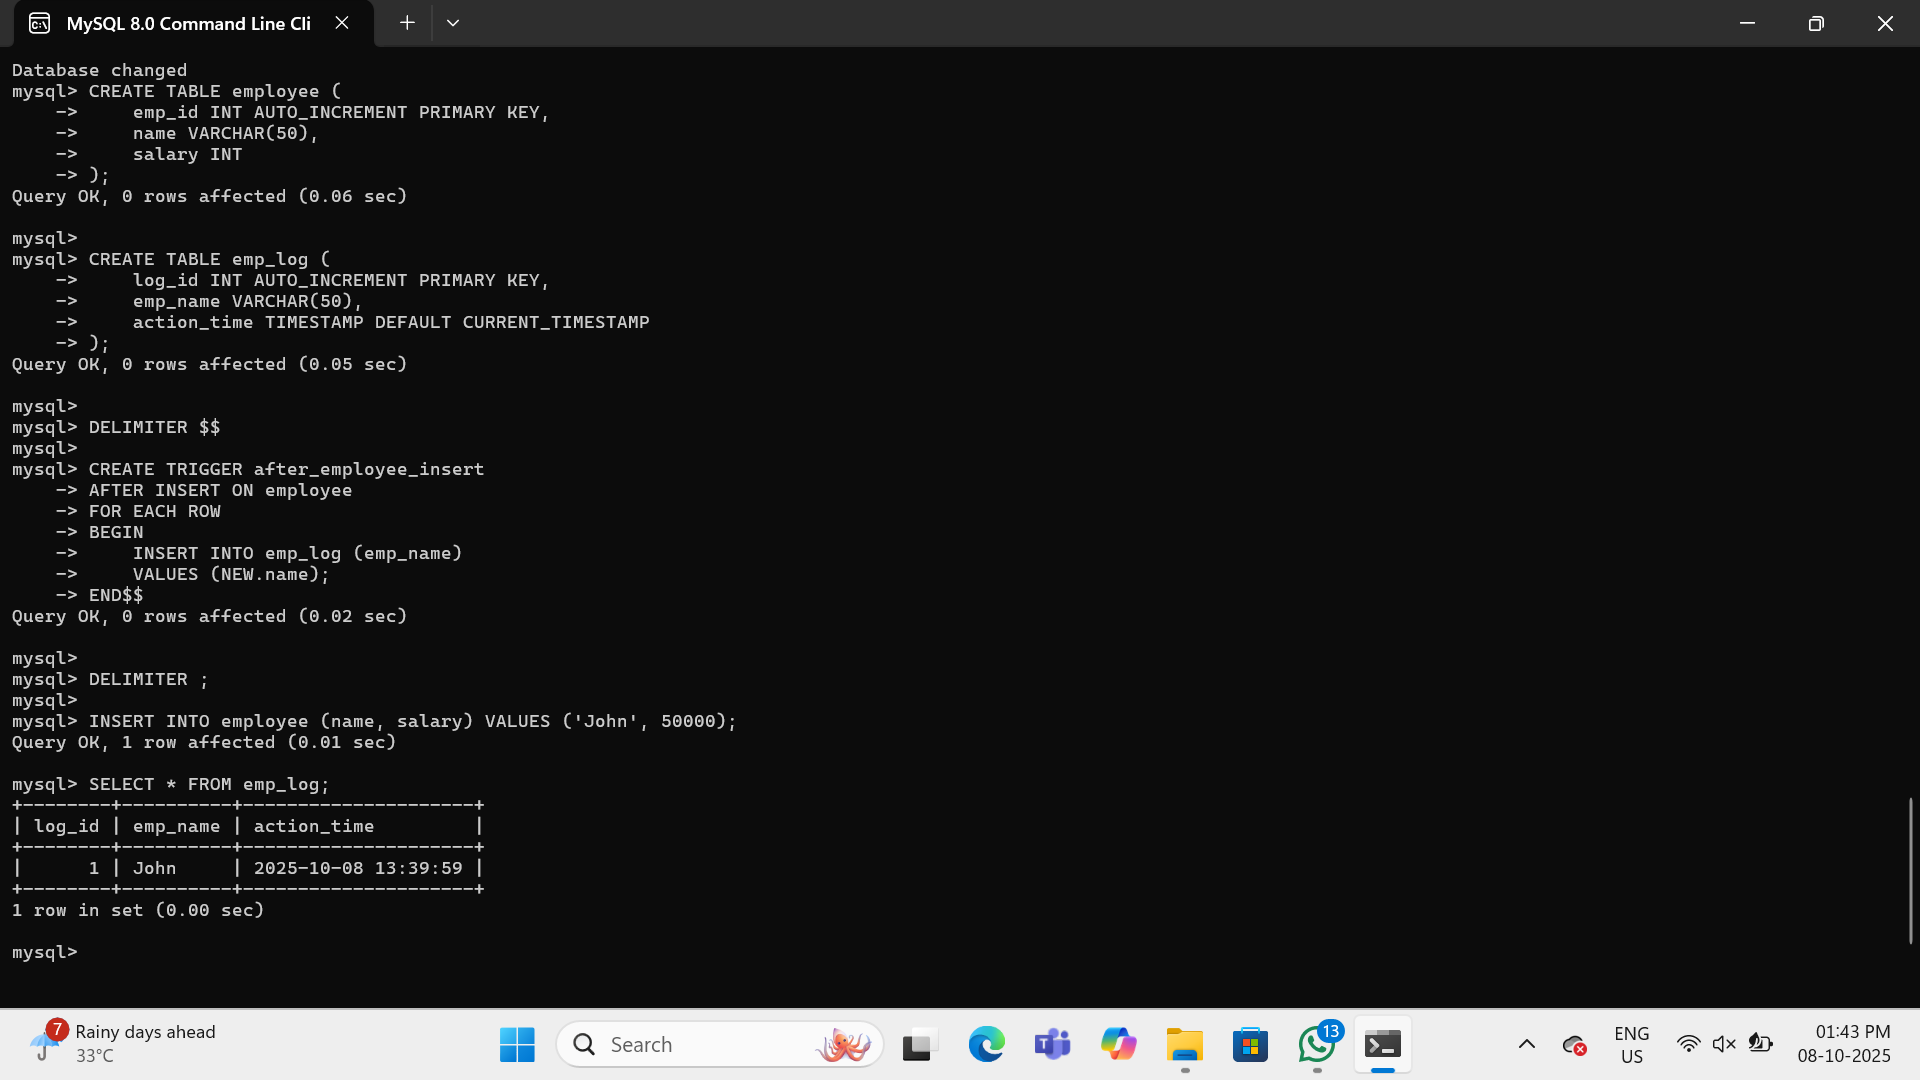 MySQL 8.0 Command Line Cli
Database changed
mysql> CREATE TABLE employee (
    ->     emp_id INT AUTO_INCREMENT PRIMARY KEY,
    ->     name VARCHAR(50),
    ->     salary INT
    -> );
Query OK, 0 rows affected (0.06 sec)
mysql>
mysql> CREATE TABLE emp_log (
    ->     log_id INT AUTO_INCREMENT PRIMARY KEY,
    ->     emp_name VARCHAR(50),
    ->     action_time TIMESTAMP DEFAULT CURRENT_TIMESTAMP
    -> );
Query OK, 0 rows affected (0.05 sec)
mysql>
mysql> DELIMITER $$
mysql>
mysql> CREATE TRIGGER after_employee_insert
    -> AFTER INSERT ON employee
    -> FOR EACH ROW
    -> BEGIN
    ->     INSERT INTO emp_log (emp_name)
    ->     VALUES (NEW.name);
    -> END$$
Query OK, 0 rows affected (0.02 sec)
mysql>
mysql> DELIMITER ;
mysql>
mysql> INSERT INTO employee (name, salary) VALUES ('John', 50000);
Query OK, 1 row affected (0.01 sec)
mysql> SELECT * FROM emp_log;
+--------+----------+---------------------+
| log_id | emp_name | action_time         |
+--------+----------+---------------------+
|      1 | John     | 2025-10-08 13:39:59 |
+--------+----------+---------------------+
1 row in set (0.00 sec)
mysql>
7
Rainy days ahead
33°C
Search
13
ENG
US
01:43 PM
08-10-2025